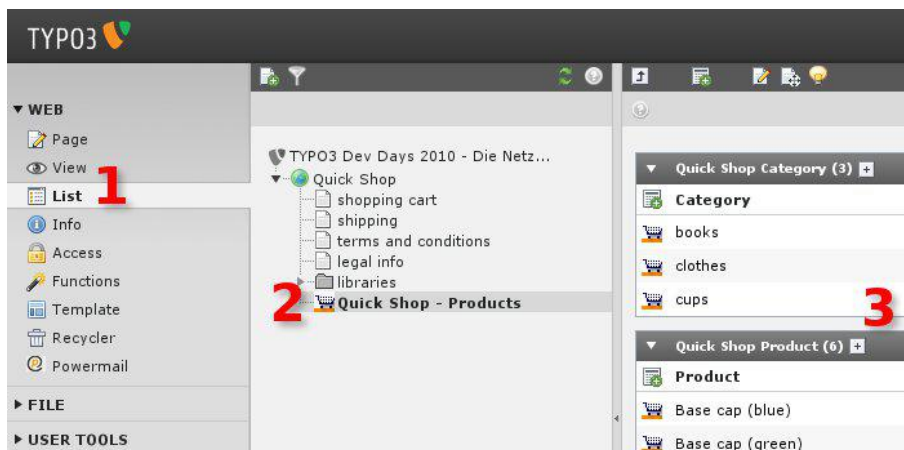 TYPO3
WEB
Page
View
List
1
Info
Access
Functions
Template
Recycler
Powermail
FILE
USER TOOLS
TYPO3 Dev Days 2010 - Die Netz...
Quick Shop
shopping cart
shipping
terms and conditions
legal info
libraries
2
Quick Shop - Products
Quick Shop Category (3)
Category
books
clothes
cups
3
Quick Shop Product (6)
Product
Base cap (blue)
Base cap (green)